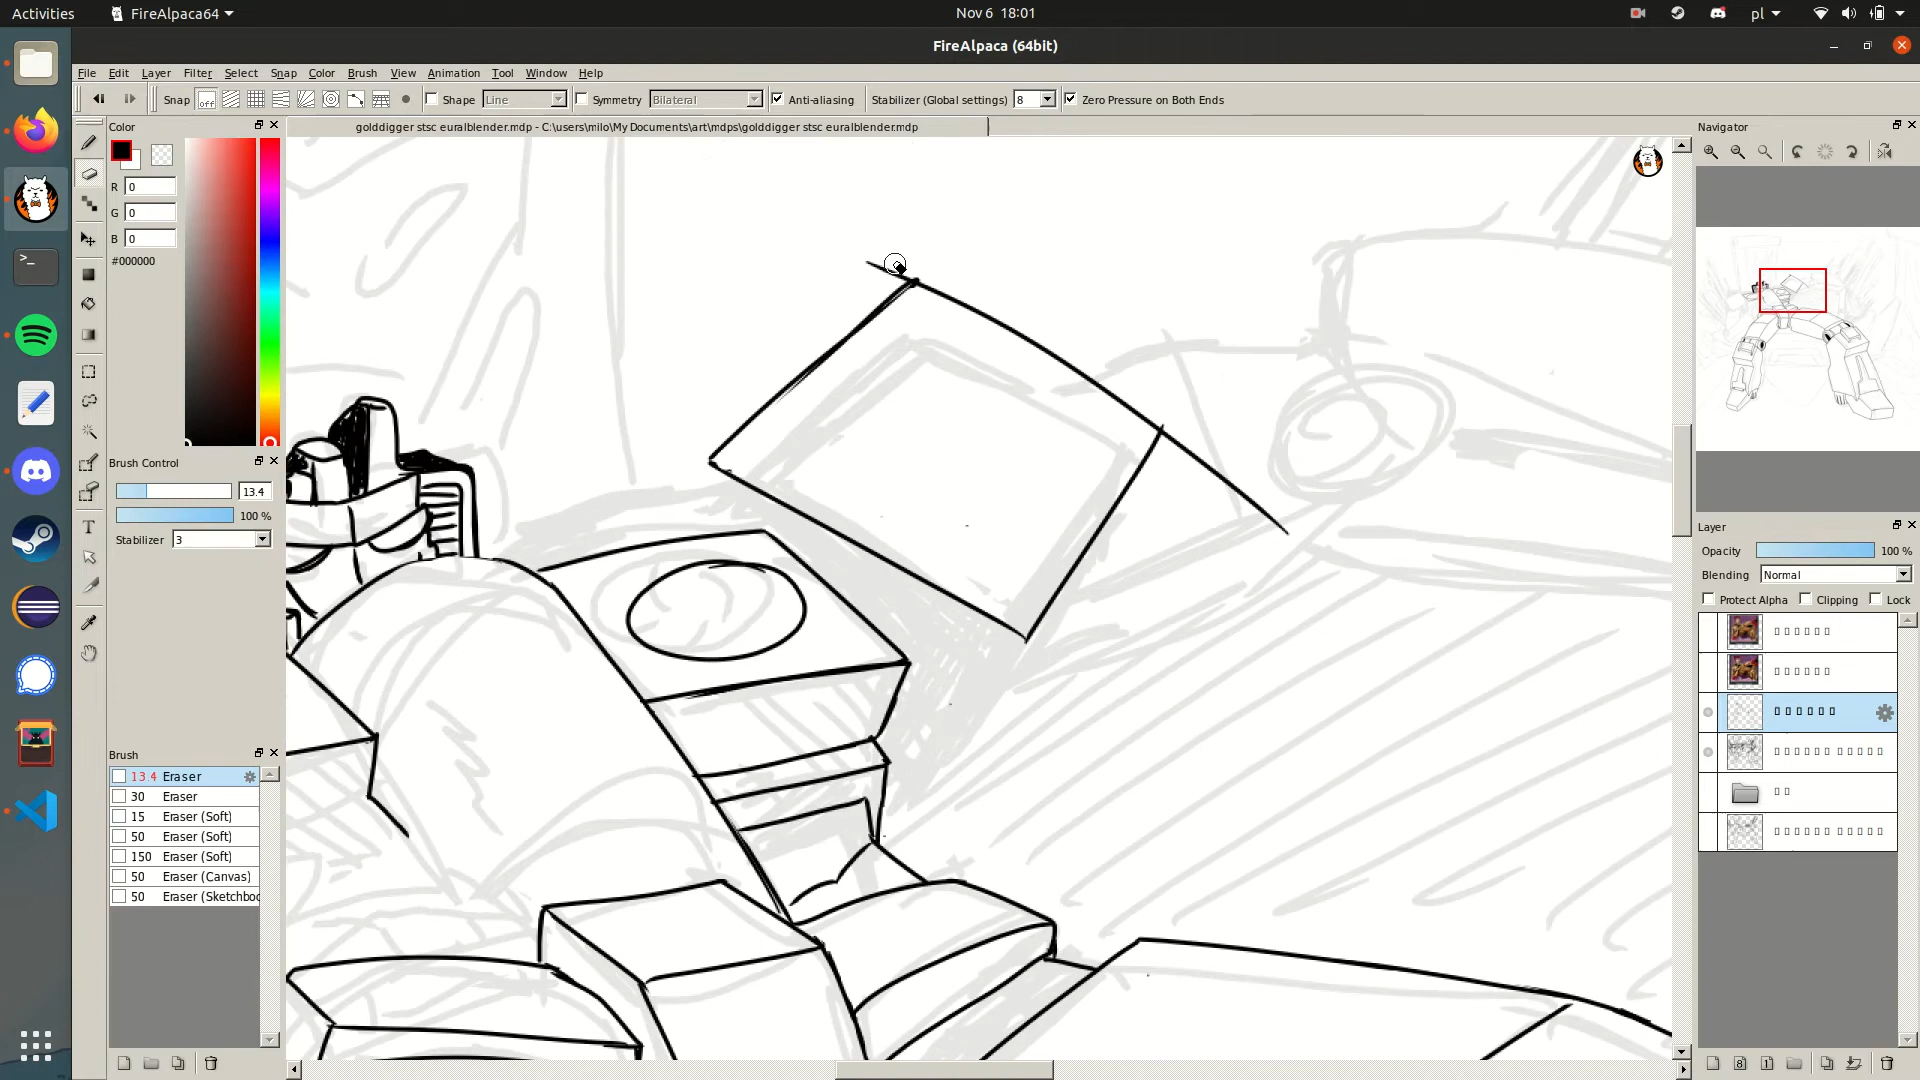 Activities
FireAlpaca64
Nov 6 18:01
pl
FireAlpaca (64bit)
File Edit Layer Filter Select Snap Color Brush View Animation Tool Window Help
Snap off Shape Line Symmetry Bilateral Anti-aliasing Stabilizer (Global settings) 8 Zero Pressure on Both Ends
Color
golddigger stsc euralblender.mdp - C:\users\milo\My Documents\art\mdps\golddigger stsc euralblender.mdp
Navigator
R 0
G 0
B 0
#000000
Brush Control
13.4
100 %
Stabilizer 3
Brush
13.4 Eraser
30 Eraser
15 Eraser (Soft)
50 Eraser (Soft)
150 Eraser (Soft)
50 Eraser (Canvas)
50 Eraser (Sketchboo
Layer
Opacity 100 %
Blending Normal
Protect Alpha Clipping Lock